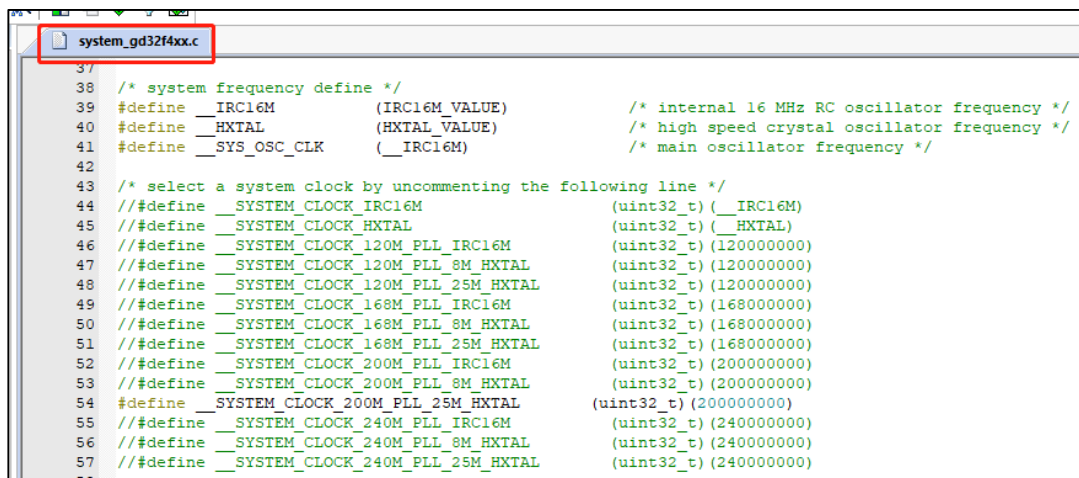 system_gd32f4xx.c
37
38 /* system frequency define */
39 #define __IRC16M (IRC16M_VALUE) /* internal 16 MHz RC oscillator frequency */
40 #define __HXTAL (HXTAL_VALUE) /* high speed crystal oscillator frequency */
41 #define __SYS_OSC_CLK (__IRC16M) /* main oscillator frequency */
42
43 /* select a system clock by uncommenting the following line */
44 //#define __SYSTEM_CLOCK_IRC16M (uint32_t)(__IRC16M)
45 //#define __SYSTEM_CLOCK_HXTAL (uint32_t)(__HXTAL)
46 //#define __SYSTEM_CLOCK_120M_PLL_IRC16M (uint32_t)(120000000)
47 //#define __SYSTEM_CLOCK_120M_PLL_8M_HXTAL (uint32_t)(120000000)
48 //#define __SYSTEM_CLOCK_120M_PLL_25M_HXTAL (uint32_t)(120000000)
49 //#define __SYSTEM_CLOCK_168M_PLL_IRC16M (uint32_t)(168000000)
50 //#define __SYSTEM_CLOCK_168M_PLL_8M_HXTAL (uint32_t)(168000000)
51 //#define __SYSTEM_CLOCK_168M_PLL_25M_HXTAL (uint32_t)(168000000)
52 //#define __SYSTEM_CLOCK_200M_PLL_IRC16M (uint32_t)(200000000)
53 //#define __SYSTEM_CLOCK_200M_PLL_8M_HXTAL (uint32_t)(200000000)
54 #define __SYSTEM_CLOCK_200M_PLL_25M_HXTAL (uint32_t)(200000000)
55 //#define __SYSTEM_CLOCK_240M_PLL_IRC16M (uint32_t)(240000000)
56 //#define __SYSTEM_CLOCK_240M_PLL_8M_HXTAL (uint32_t)(240000000)
57 //#define __SYSTEM_CLOCK_240M_PLL_25M_HXTAL (uint32_t)(240000000)